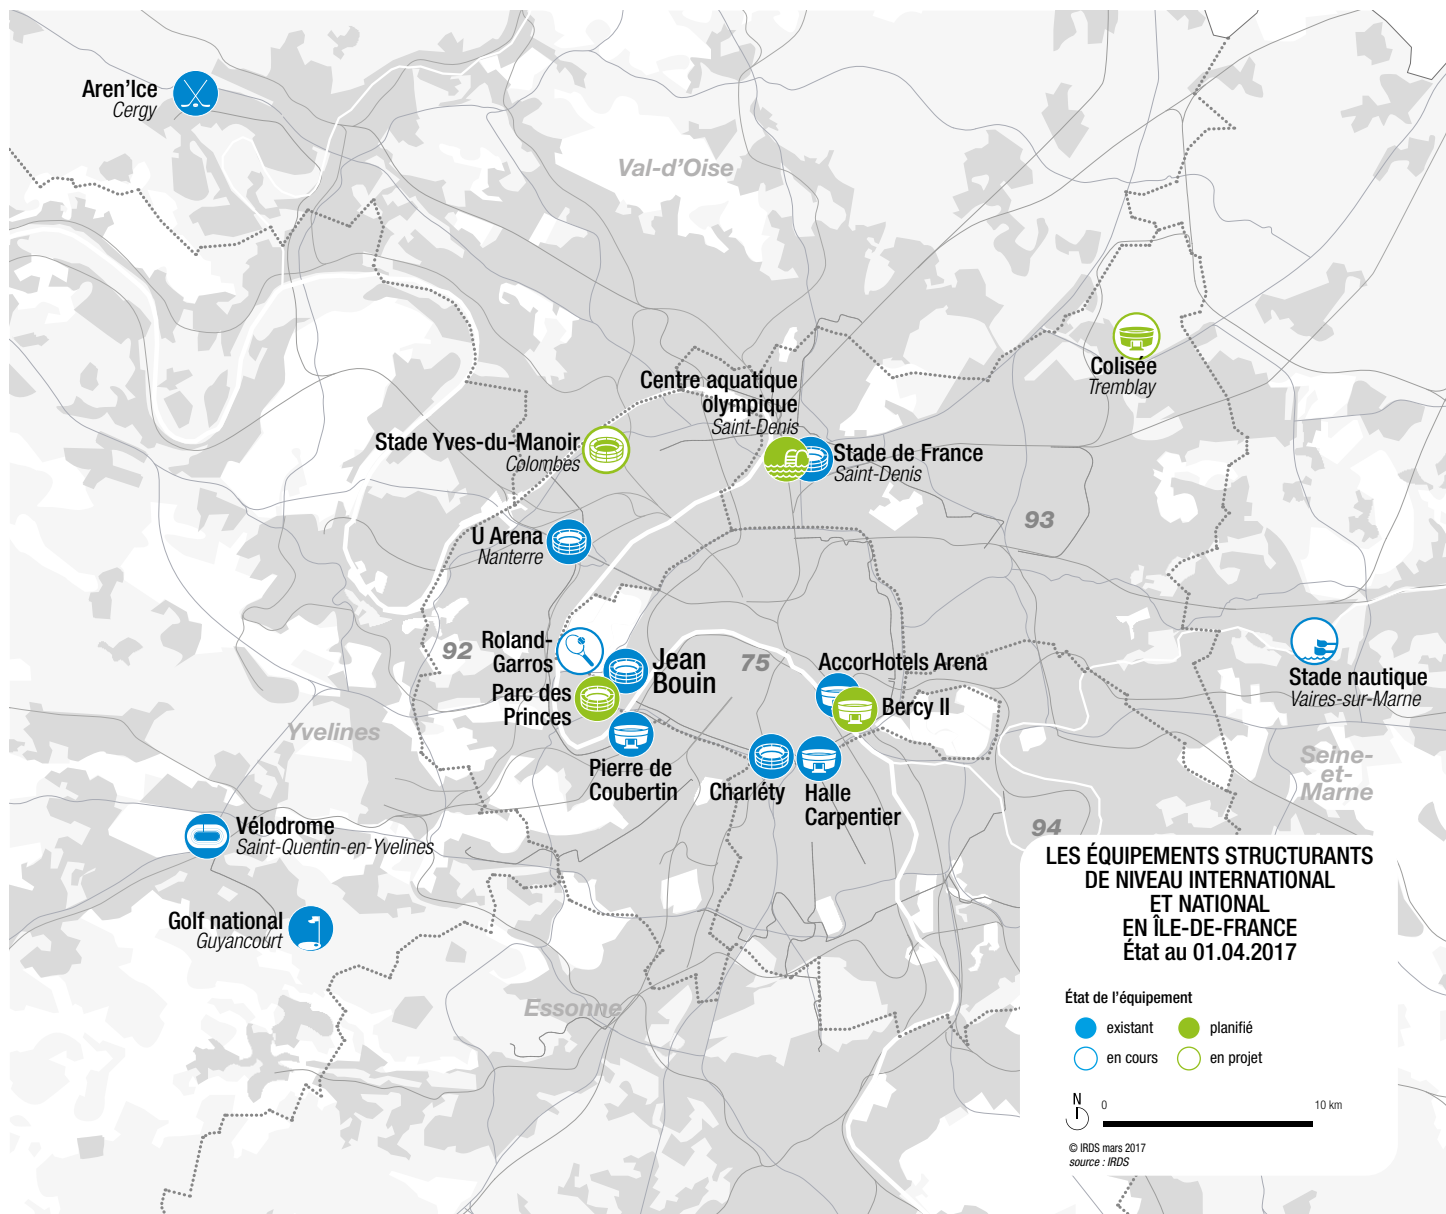 Aren'Ice
Cergy
Val-d'Oise
Colisée
Tremblay
Centre aquatique
olympique
Saint-Denis
Stade Yves-du-Manoir
Colombes
Stade de France
Saint-Denis
93
U Arena
Nanterre
Roland-
Garros
92
Jean
Bouin
75
AccorHotels Arena
Stade nautique
Vaires-sur-Marne
Parc des
Princes
Bercy II
Yvelines
Pierre de
Coubertin
Charléty
Halle
Carpentier
Seine-
et-
Marne
Vélodrome
Saint-Quentin-en-Yvelines
94
Golf national
Guyancourt
Essonne
LES ÉQUIPEMENTS STRUCTURANTS
DE NIVEAU INTERNATIONAL
ET NATIONAL
EN ÎLE-DE-FRANCE
État au 01.04.2017
État de l'équipement
existant
planifié
en cours
en projet
N
0
10 km
© IRDS mars 2017
source : IRDS